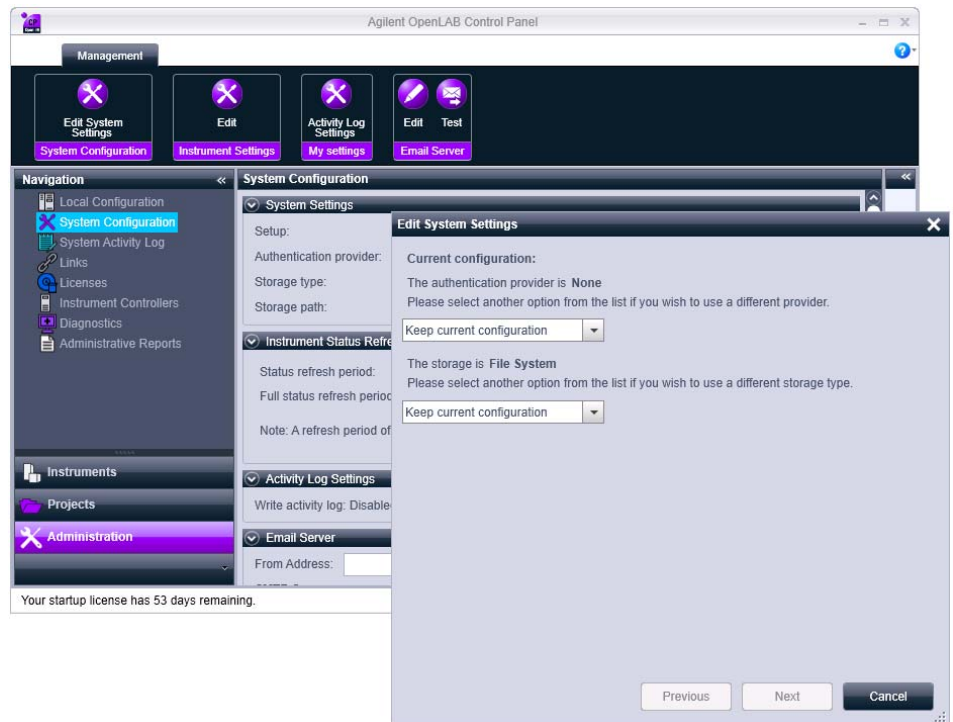 Agilent OpenLAB Control Panel
Management
Edit System
Settings
System Configuration
Edit
Instrument Settings
Activity Log
Settings
My settings
Edit Test
Email Server
Navigation
Local Configuration
System Configuration
System Activity Log
Links
Licenses
Instrument Controllers
Diagnostics
Administrative Reports
Instruments
Projects
Administration
System Configuration
System Settings
Setup:
Authentication provider:
Storage type:
Storage path:
Instrument Status Refre
Status refresh period:
Full status refresh period
Note: A refresh period of
Activity Log Settings
Write activity log: Disable
Email Server
From Address:
Your startup license has 53 days remaining.
Edit System Settings
Current configuration:
The authentication provider is None
Please select another option from the list if you wish to use a different provider.
Keep current configuration
The storage is File System
Please select another option from the list if you wish to use a different storage type.
Keep current configuration
Previous Next Cancel